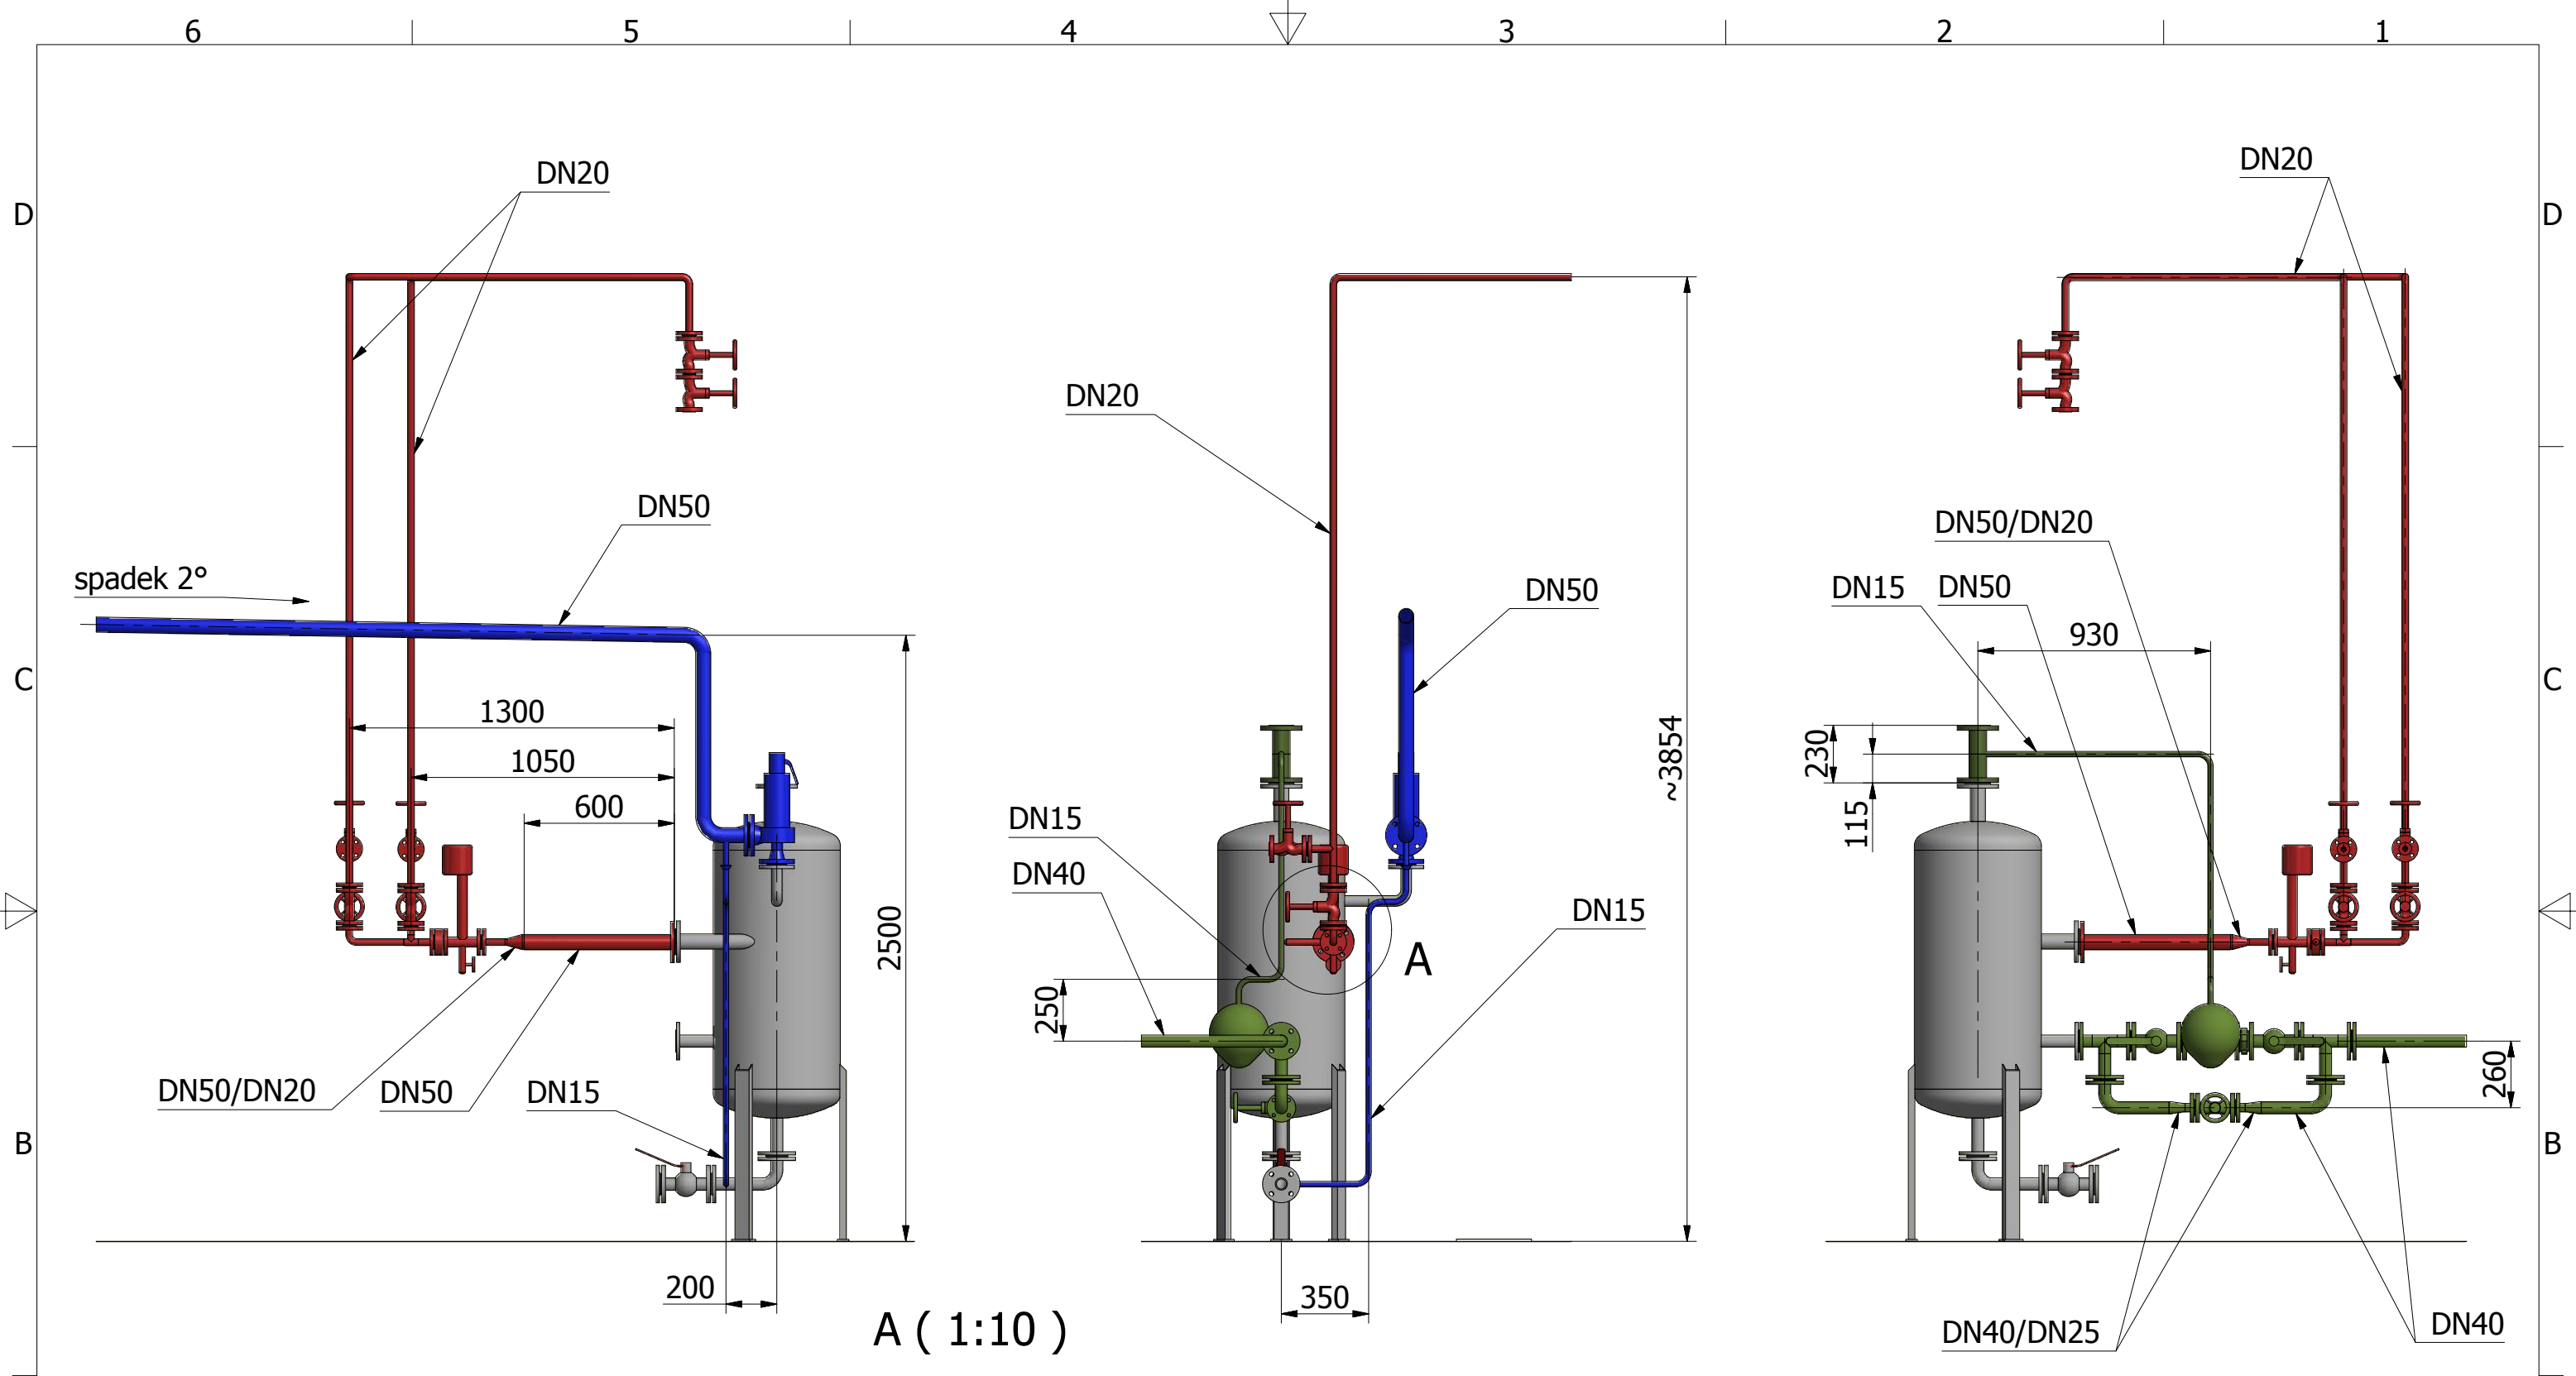 6 5 4 3 2 1
D D
DN20
DN20
DN20
DN50
DN50/DN20
spadek 2°
DN50
DN15 DN50
C C
930
1300
1050
600
230
115
~3854
DN15
DN40
DN15
2500
A
250
260
DN50/DN20 DN50 DN15
B B
200
350
A ( 1:10 )
DN40/DN25
DN40